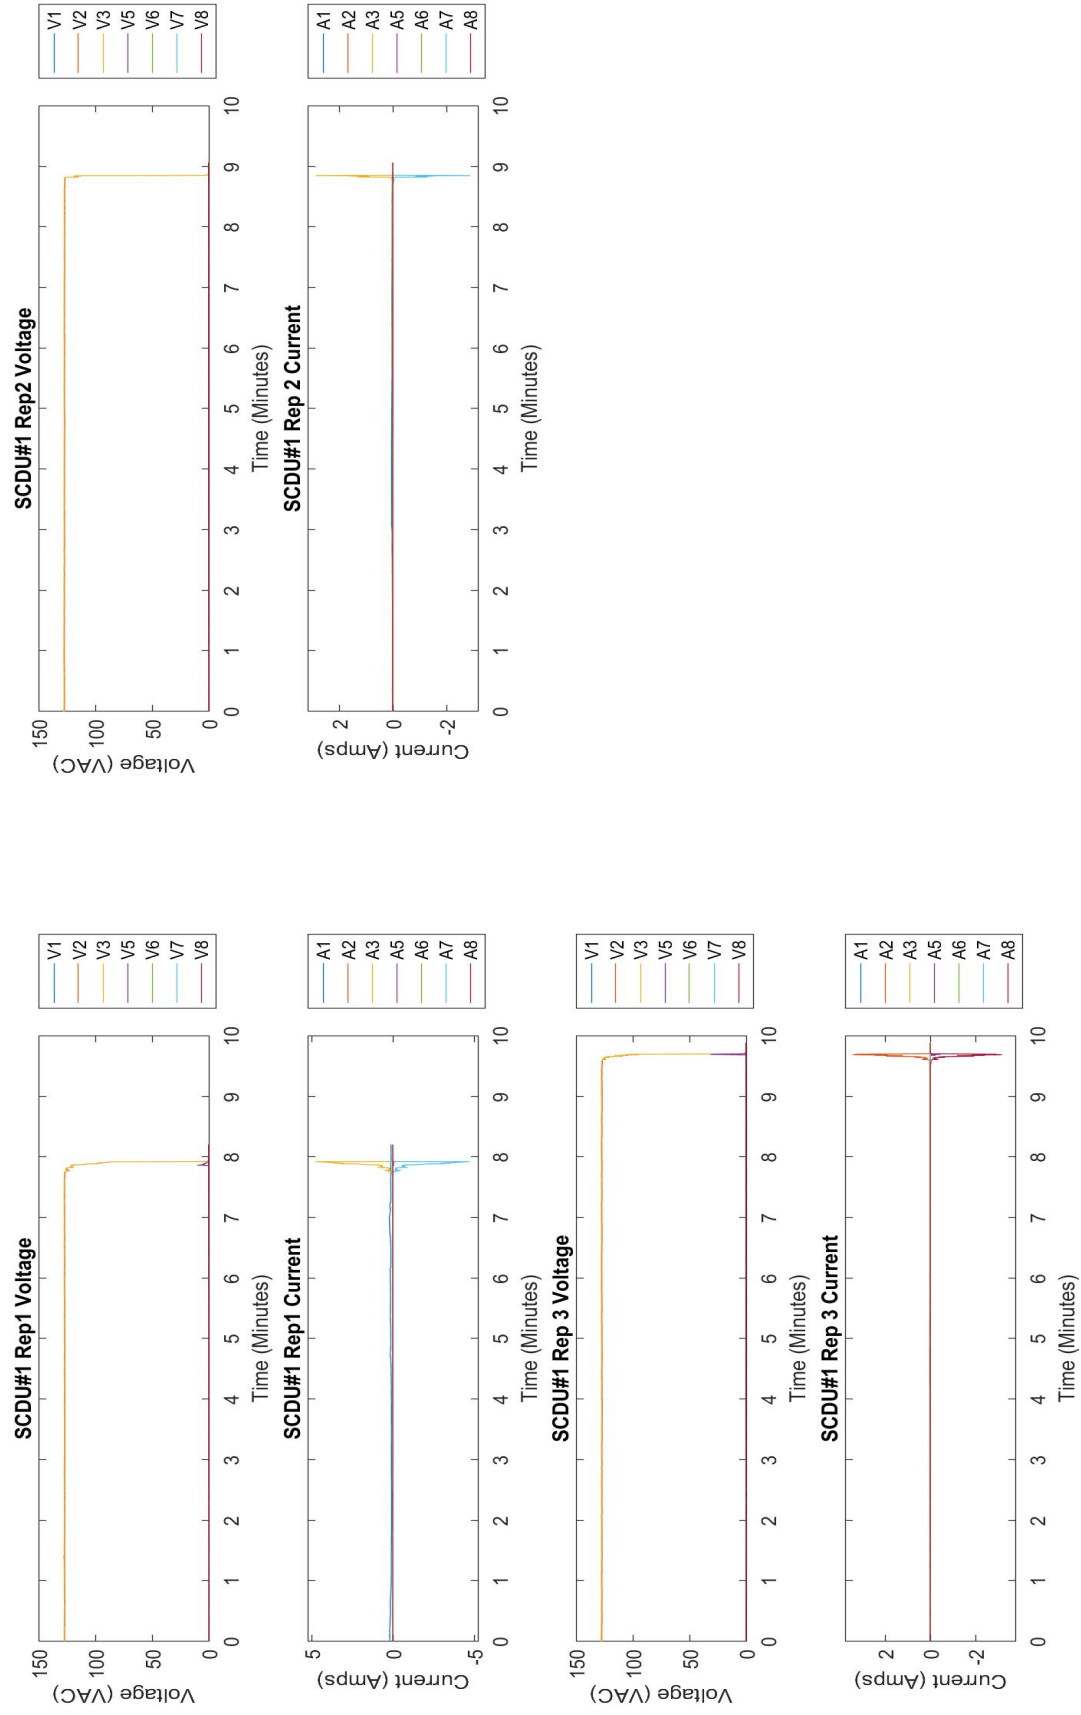 SCDU#1 Rep1 Voltage
150
100
50
0
Voltage (VAC)
0 1 2 3 4 5 6 7 8 9 10
Time (Minutes)
V1
V2
V3
V5
V6
V7
V8
SCDU#1 Rep1 Current
5
0
-5
Current (Amps)
0 1 2 3 4 5 6 7 8 9 10
Time (Minutes)
A1
A2
A3
A5
A6
A7
A8
SCDU#1 Rep2 Voltage
150
100
50
0
Voltage (VAC)
0 1 2 3 4 5 6 7 8 9 10
Time (Minutes)
V1
V2
V3
V5
V6
V7
V8
SCDU#1 Rep 2 Current
2
0
-2
Current (Amps)
0 1 2 3 4 5 6 7 8 9 10
Time (Minutes)
A1
A2
A3
A5
A6
A7
A8
SCDU#1 Rep 3 Voltage
150
100
50
0
Voltage (VAC)
0 1 2 3 4 5 6 7 8 9 10
Time (Minutes)
V1
V2
V3
V5
V6
V7
V8
SCDU#1 Rep 3 Current
2
0
-2
Current (Amps)
0 1 2 3 4 5 6 7 8 9 10
Time (Minutes)
A1
A2
A3
A5
A6
A7
A8